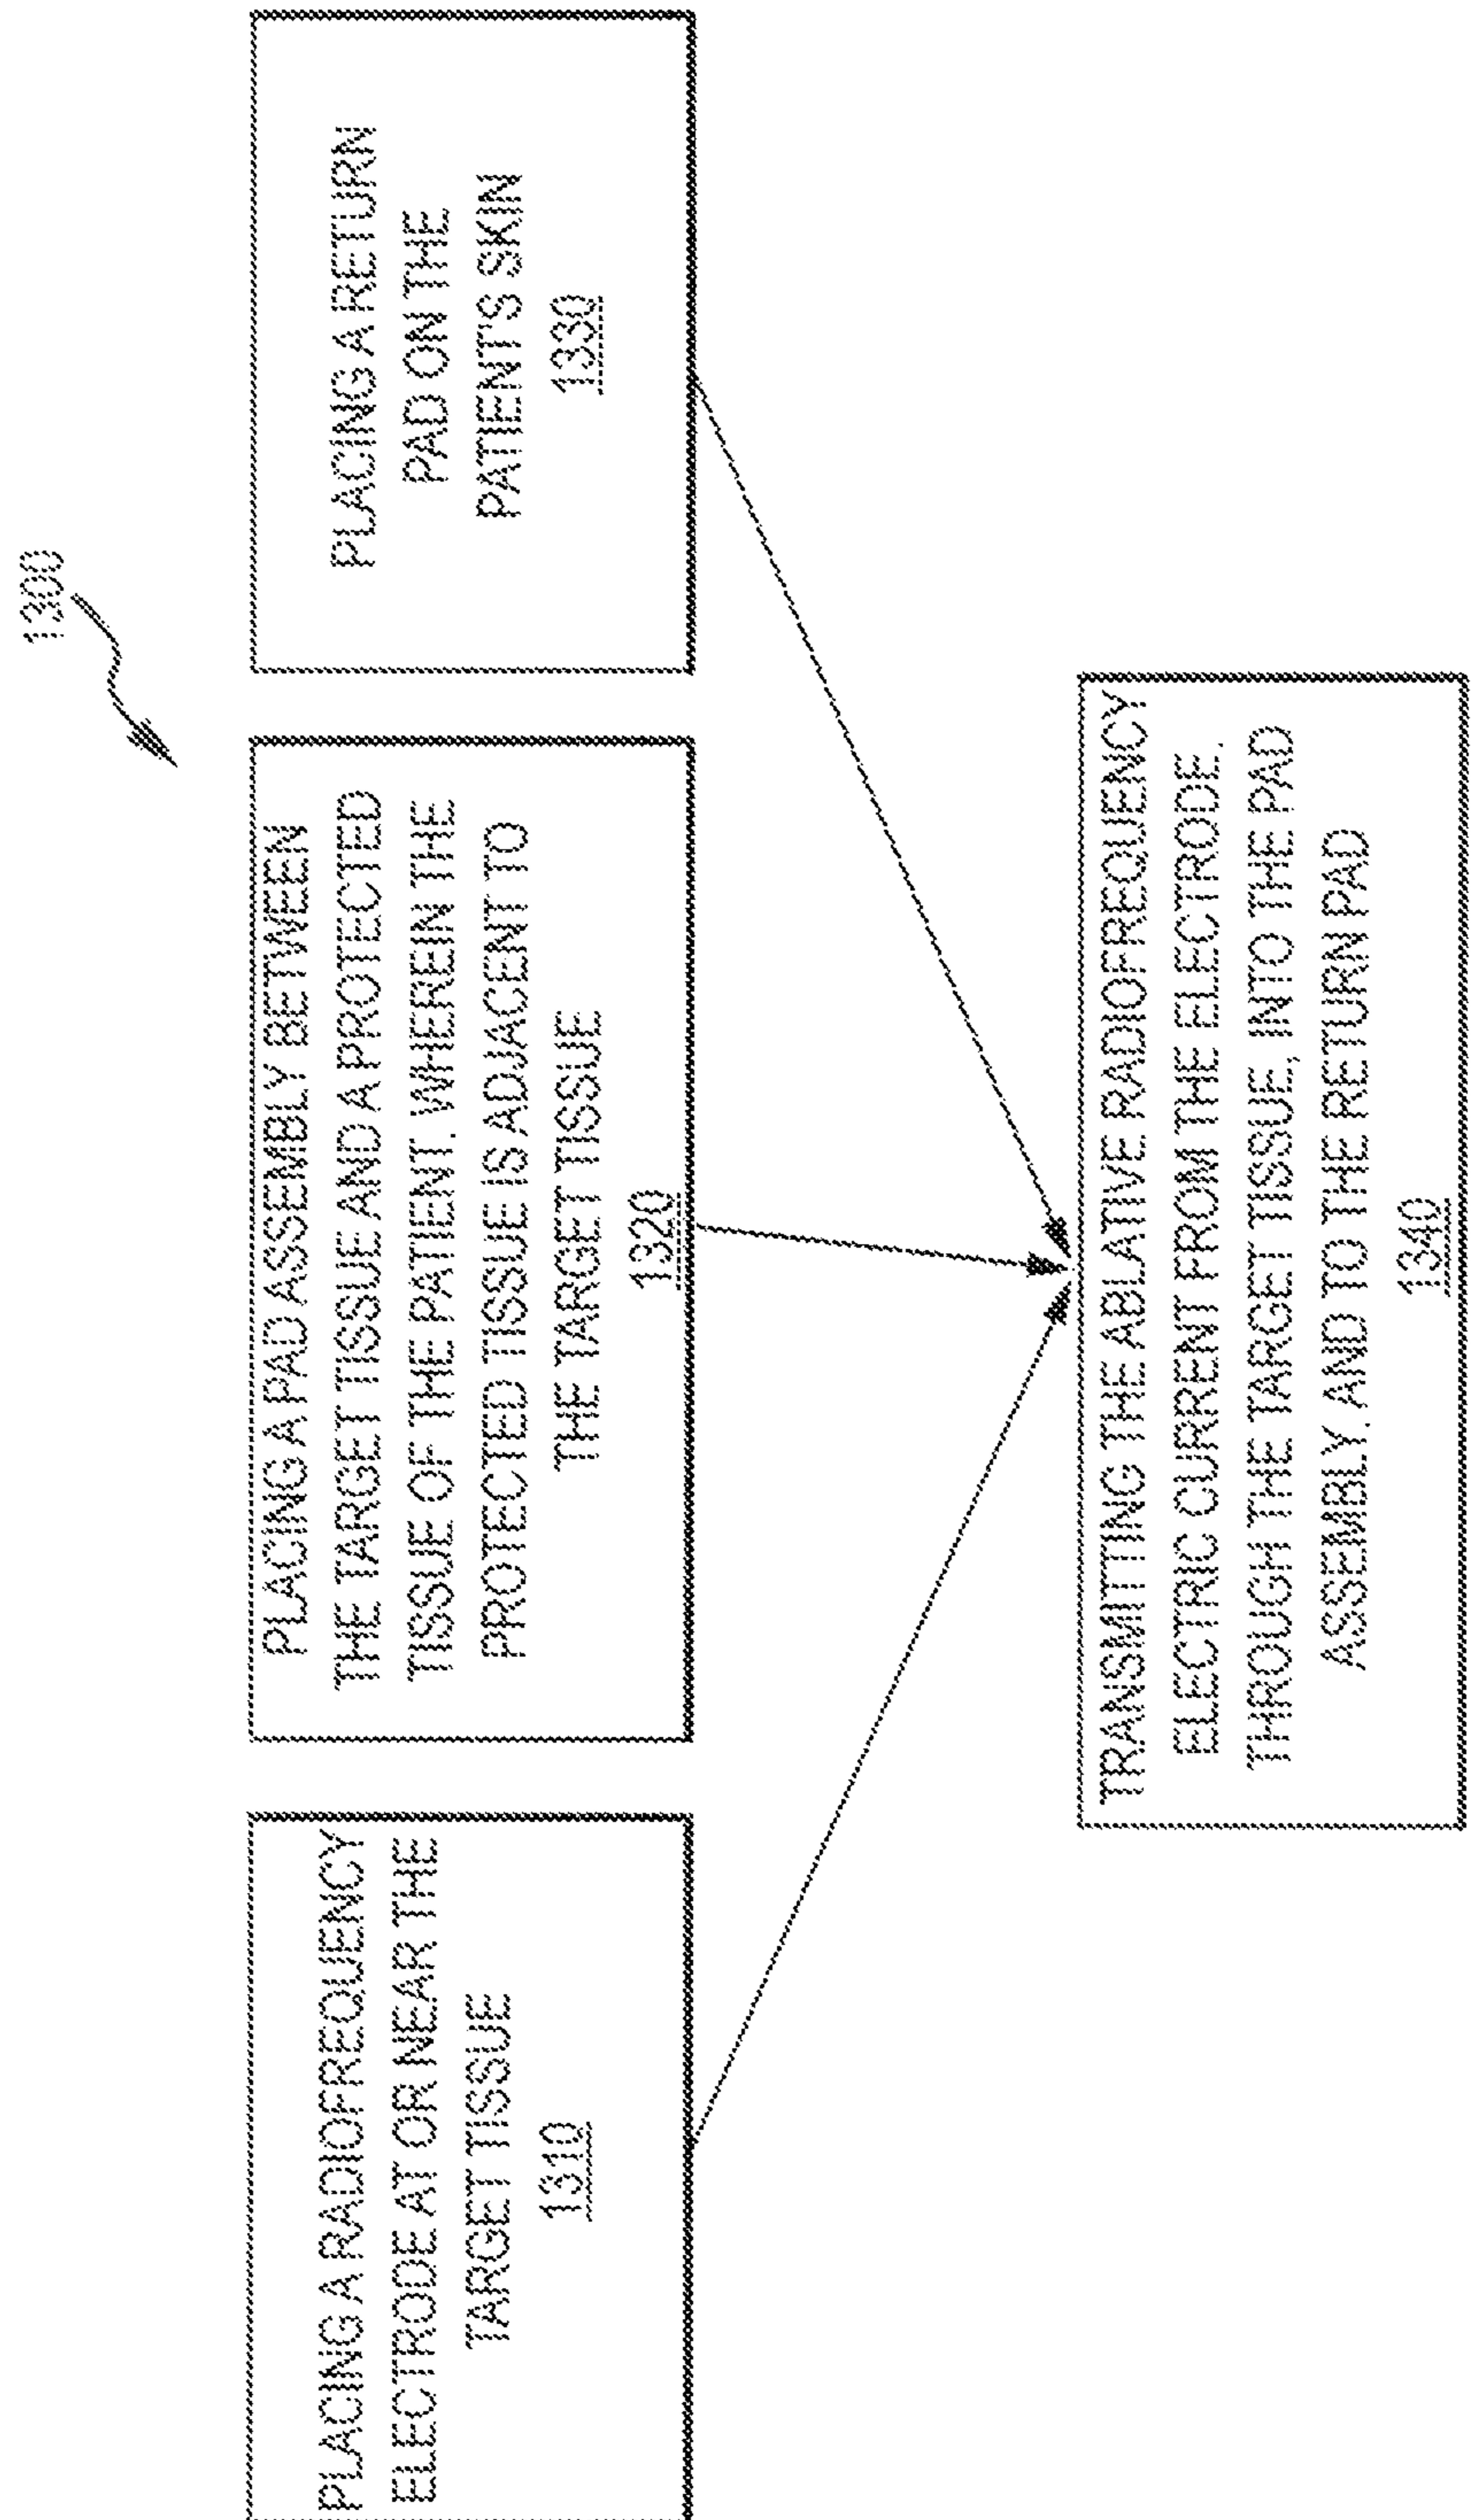 1300
PLACING A RADIOFREQUENCY
ELECTRODE AT OR NEAR THE
TARGET TISSUE
1310
PLACING A PAD ASSEMBLY BETWEEN
THE TARGET TISSUE AND A PROTECTED
TISSUE OF THE PATIENT, WHEREIN THE
PROTECTED TISSUE IS ADJACENT TO
THE TARGET TISSUE
1320
PLACING A RETURN
PAD ON THE
PATIENT'S SKIN
1330
TRANSMITING THE ABLATIVE RADIOFREQUENCY
ELECTRIC CURRENT FROM THE ELECTRODE,
THROUGH THE TARGET TISSUE, INTO THE PAD
ASSEMBLY, AND TO THE RETURN PAD
1340